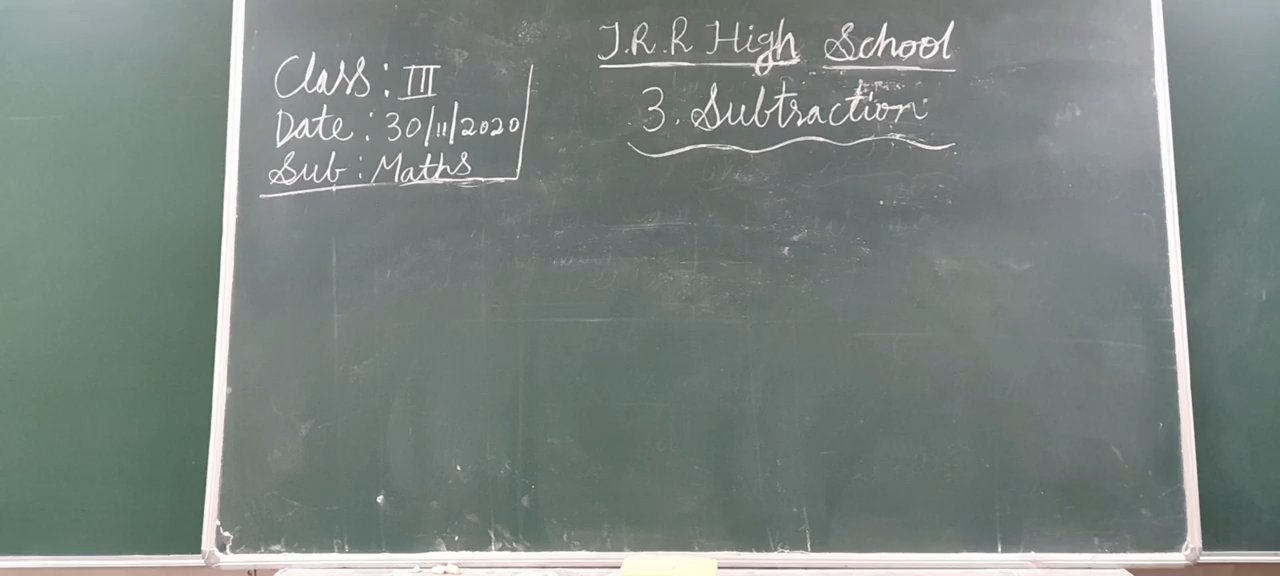 J.R.R High School
3. Subtraction
Class: III
Date: 30/11/2020
Sub: Maths